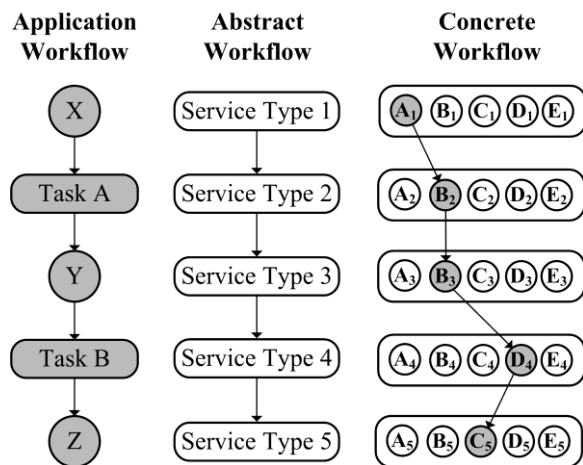 Application Workflow
Abstract Workflow
Concrete Workflow
X
Service Type 1
A₁ B₁ C₁ D₁ E₁
Task A
Service Type 2
A₂ B₂ C₂ D₂ E₂
Y
Service Type 3
A₃ B₃ C₃ D₃ E₃
Task B
Service Type 4
A₄ B₄ C₄ D₄ E₄
Z
Service Type 5
A₅ B₅ C₅ D₅ E₅